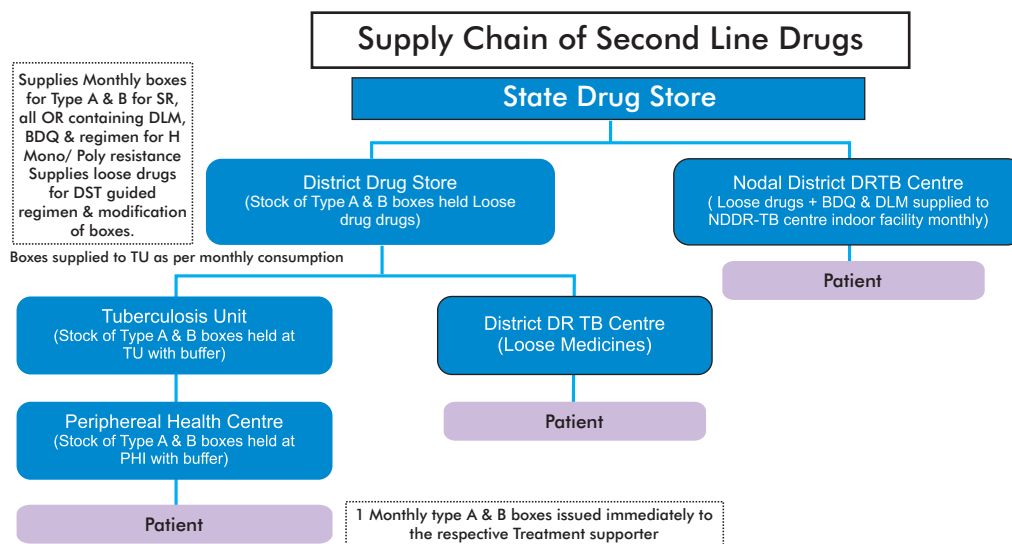 Supply Chain of Second Line Drugs
State Drug Store
Supplies Monthly boxes
for Type A & B for SR,
all OR containing DLM,
BDQ & regimen for H
Mono/ Poly resistance
Supplies loose drugs
for DST guided
regimen & modification
of boxes.
District Drug Store
(Stock of Type A & B boxes held Loose
drug drugs)
Nodal District DRTB Centre
( Loose drugs + BDQ & DLM supplied to
NDDR-TB centre indoor facility monthly)
Boxes supplied to TU as per monthly consumption
Patient
Tuberculosis Unit
(Stock of Type A & B boxes held at
TU with buffer)
District DR TB Centre
(Loose Medicines)
Periphereal Health Centre
(Stock of Type A & B boxes held at
PHI with buffer)
Patient
Patient
1 Monthly type A & B boxes issued immediately to
the respective Treatment supporter